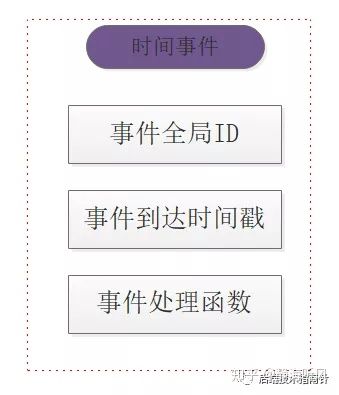 时间事件
事件全局ID
事件到达时间戳
事件处理函数
知乎
后端技术指南针